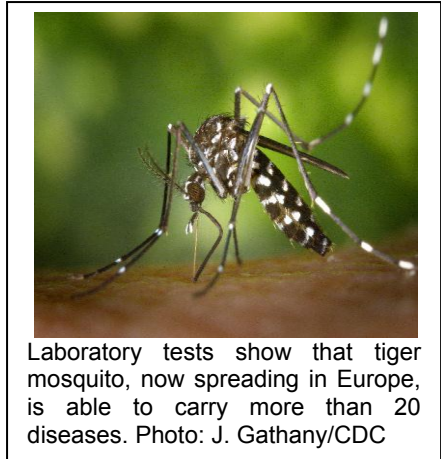 Laboratory tests show that tiger
mosquito, now spreading in Europe,
is able to carry more than 20
diseases. Photo: J. Gathany/CDC